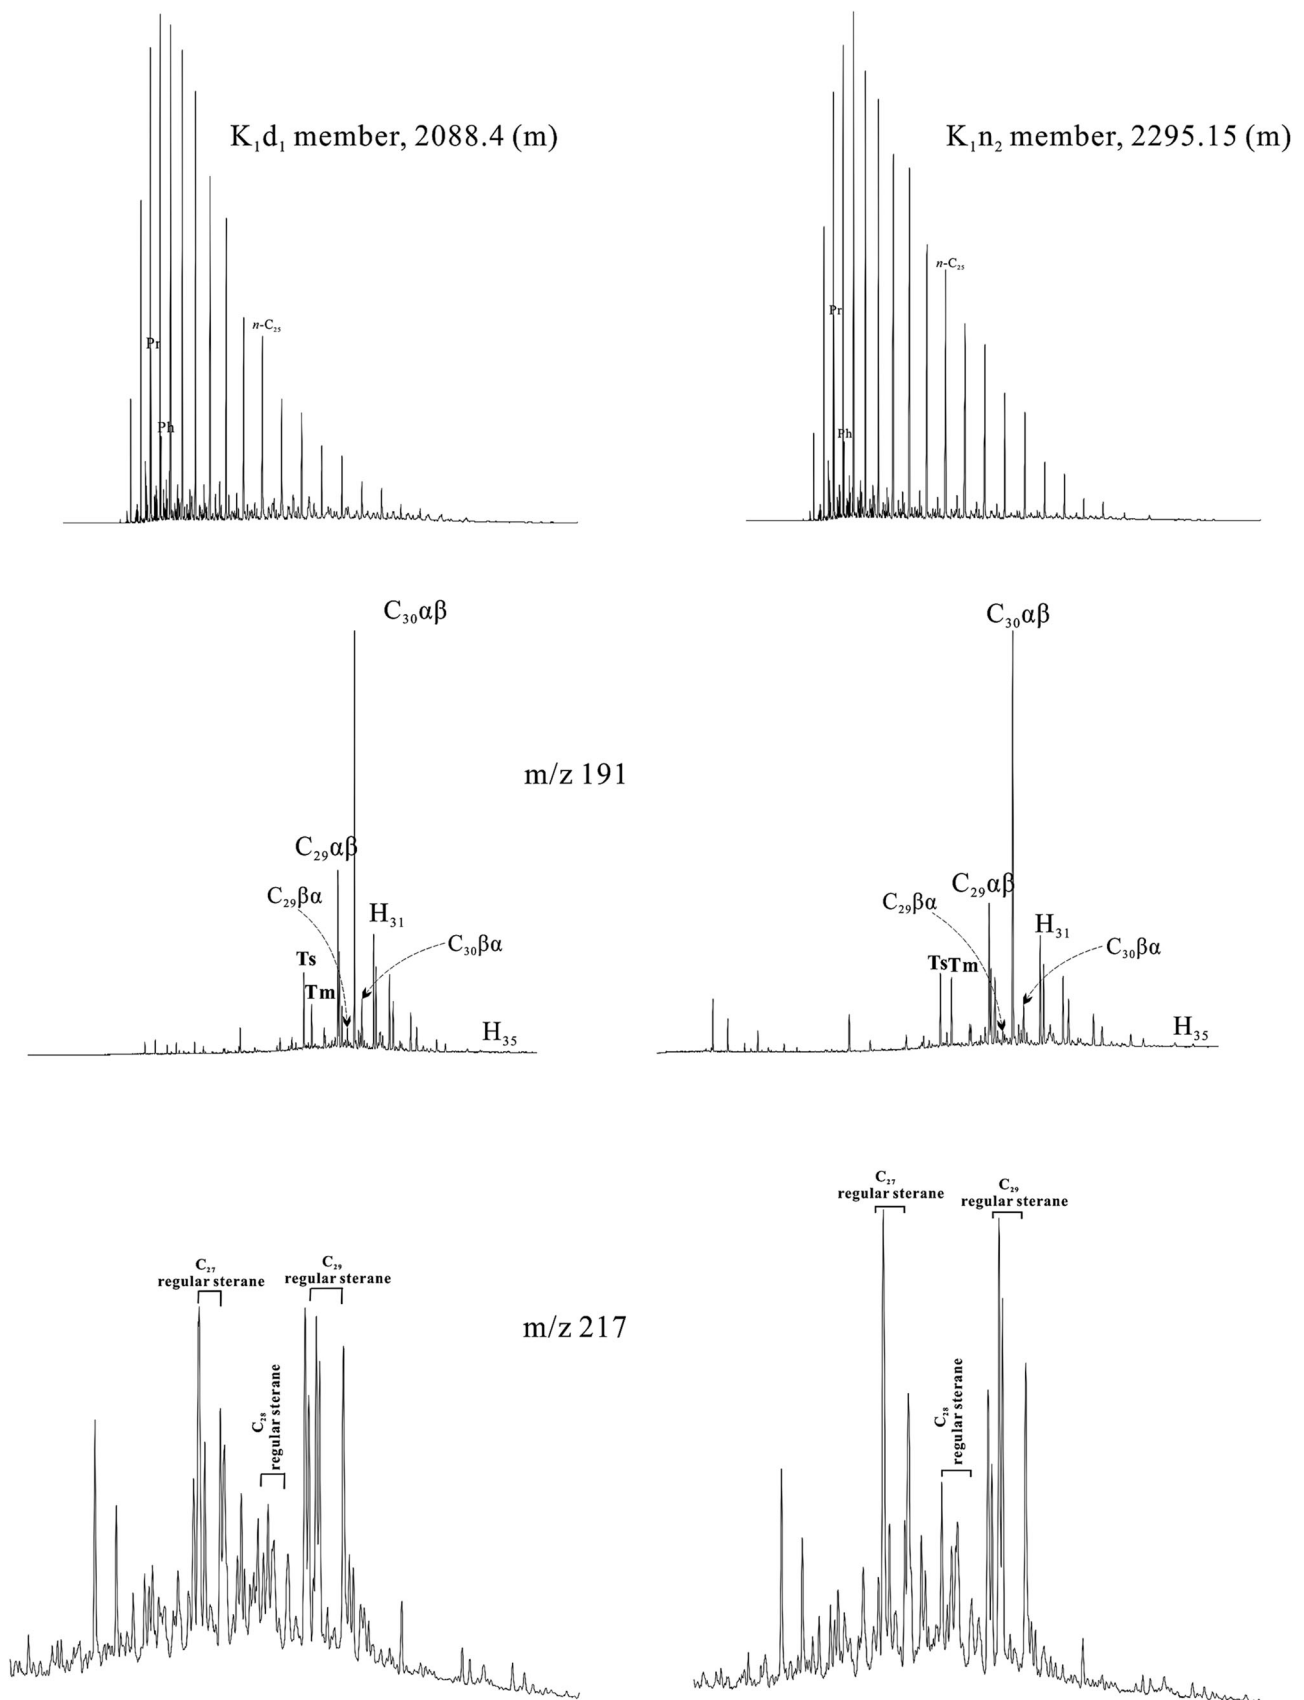 K₁d₁ member, 2088.4 (m)
K₁n₂ member, 2295.15 (m)
n-C₂₅
Pr
Ph
n-C₂₅
Pr
Ph
C₃₀αβ
C₃₀αβ
m/z 191
C₂₉αβ
C₂₉βα
H₃₁
C₃₀βα
Ts
Tm
H₃₅
C₂₉αβ
C₂₉βα
H₃₁
C₃₀βα
Ts
Tm
H₃₅
C₂₇
regular sterane
C₂₉
regular sterane
C₂₈
regular sterane
m/z 217
C₂₇
regular sterane
C₂₉
regular sterane
C₂₈
regular sterane